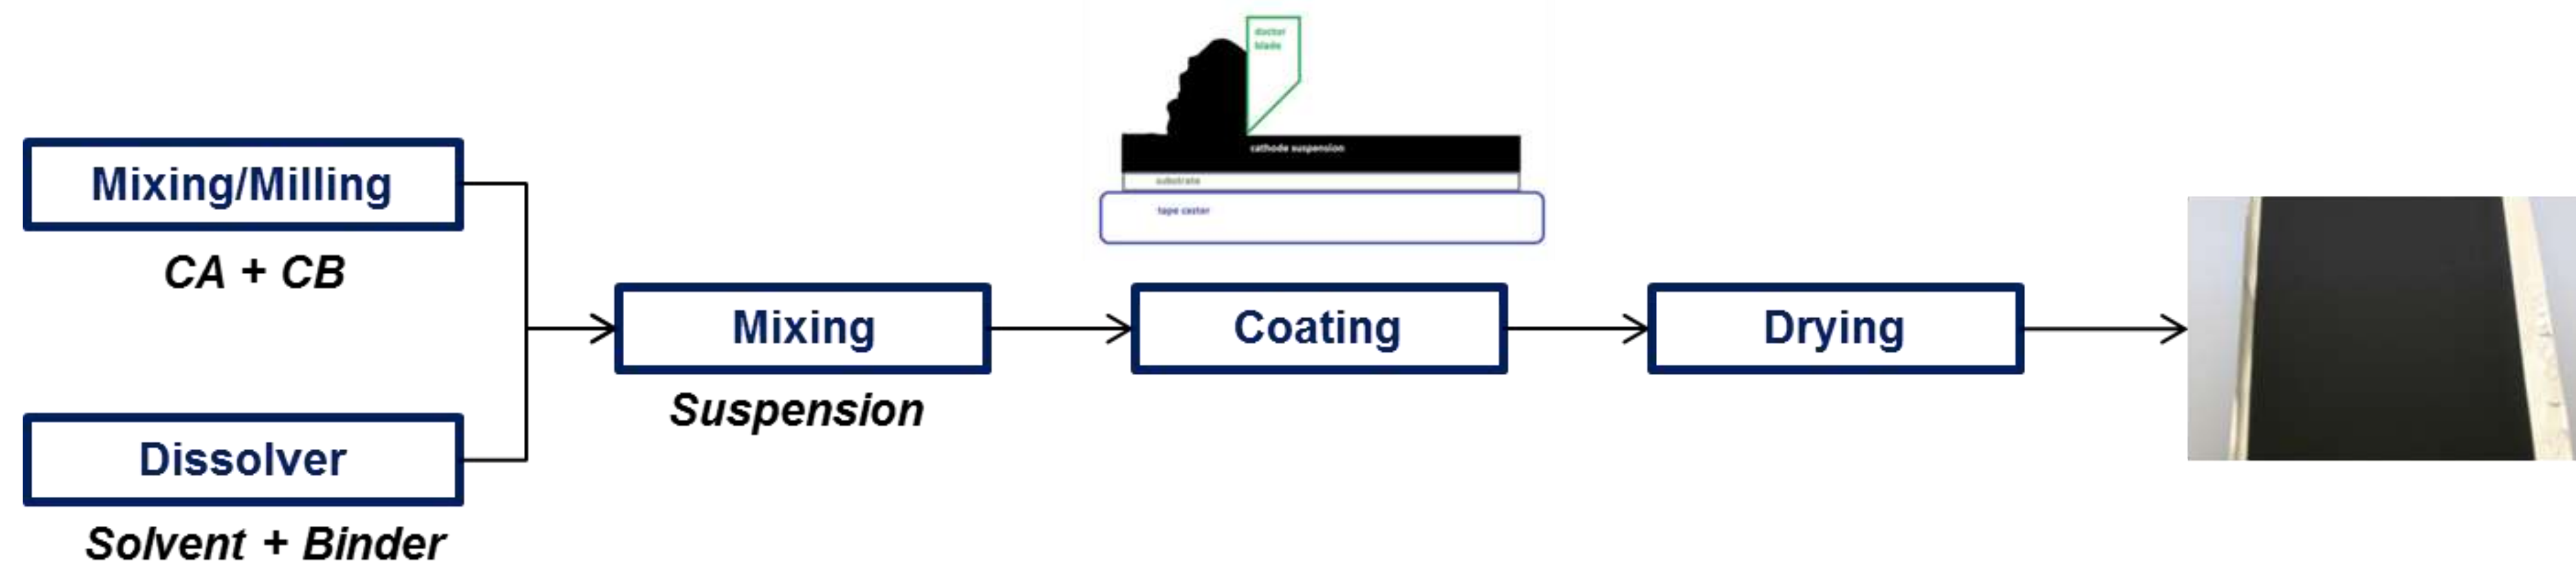 doctor
blade
cathode suspension
substrate
tape caster
Mixing/Milling
CA + CB
Mixing
Coating
Drying
Suspension
Dissolver
Solvent + Binder